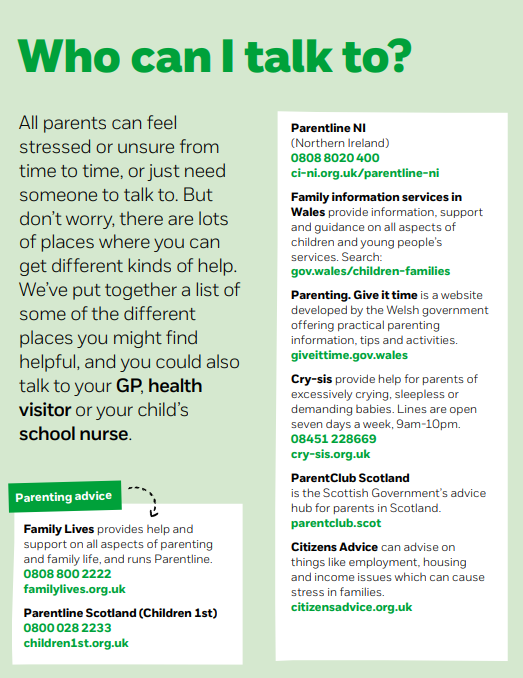 Who can I talk to?
All parents can feel
stressed or unsure from
time to time, or just need
someone to talk to. But
don't worry, there are lots
of places where you can
get different kinds of help.
We've put together a list of
some of the different
places you might find
helpful, and you could also
talk to your GP, health
visitor or your child's
school nurse.
Parenting advice
Family Lives provides help and
support on all aspects of parenting
and family life, and runs Parentline.
0808 800 2222
familylives.org.uk
Parentline Scotland (Children 1st)
0800 028 2233
children1st.org.uk
Parentline NI
(Northern Ireland)
0808 8020 400
ci-ni.org.uk/parentline-ni
Family information services in
Wales provide information, support
and guidance on all aspects of
children and young people's
services. Search:
gov.wales/children-families
Parenting. Give it time is a website
developed by the Welsh government
offering practical parenting
information, tips and activities.
giveittime.gov.wales
Cry-sis provide help for parents of
excessively crying, sleepless or
demanding babies. Lines are open
seven days a week, 9am-10pm.
08451 228669
cry-sis.org.uk
ParentClub Scotland
is the Scottish Government's advice
hub for parents in Scotland.
parentclub.scot
Citizens Advice can advise on
things like employment, housing
and income issues which can cause
stress in families.
citizensadvice.org.uk